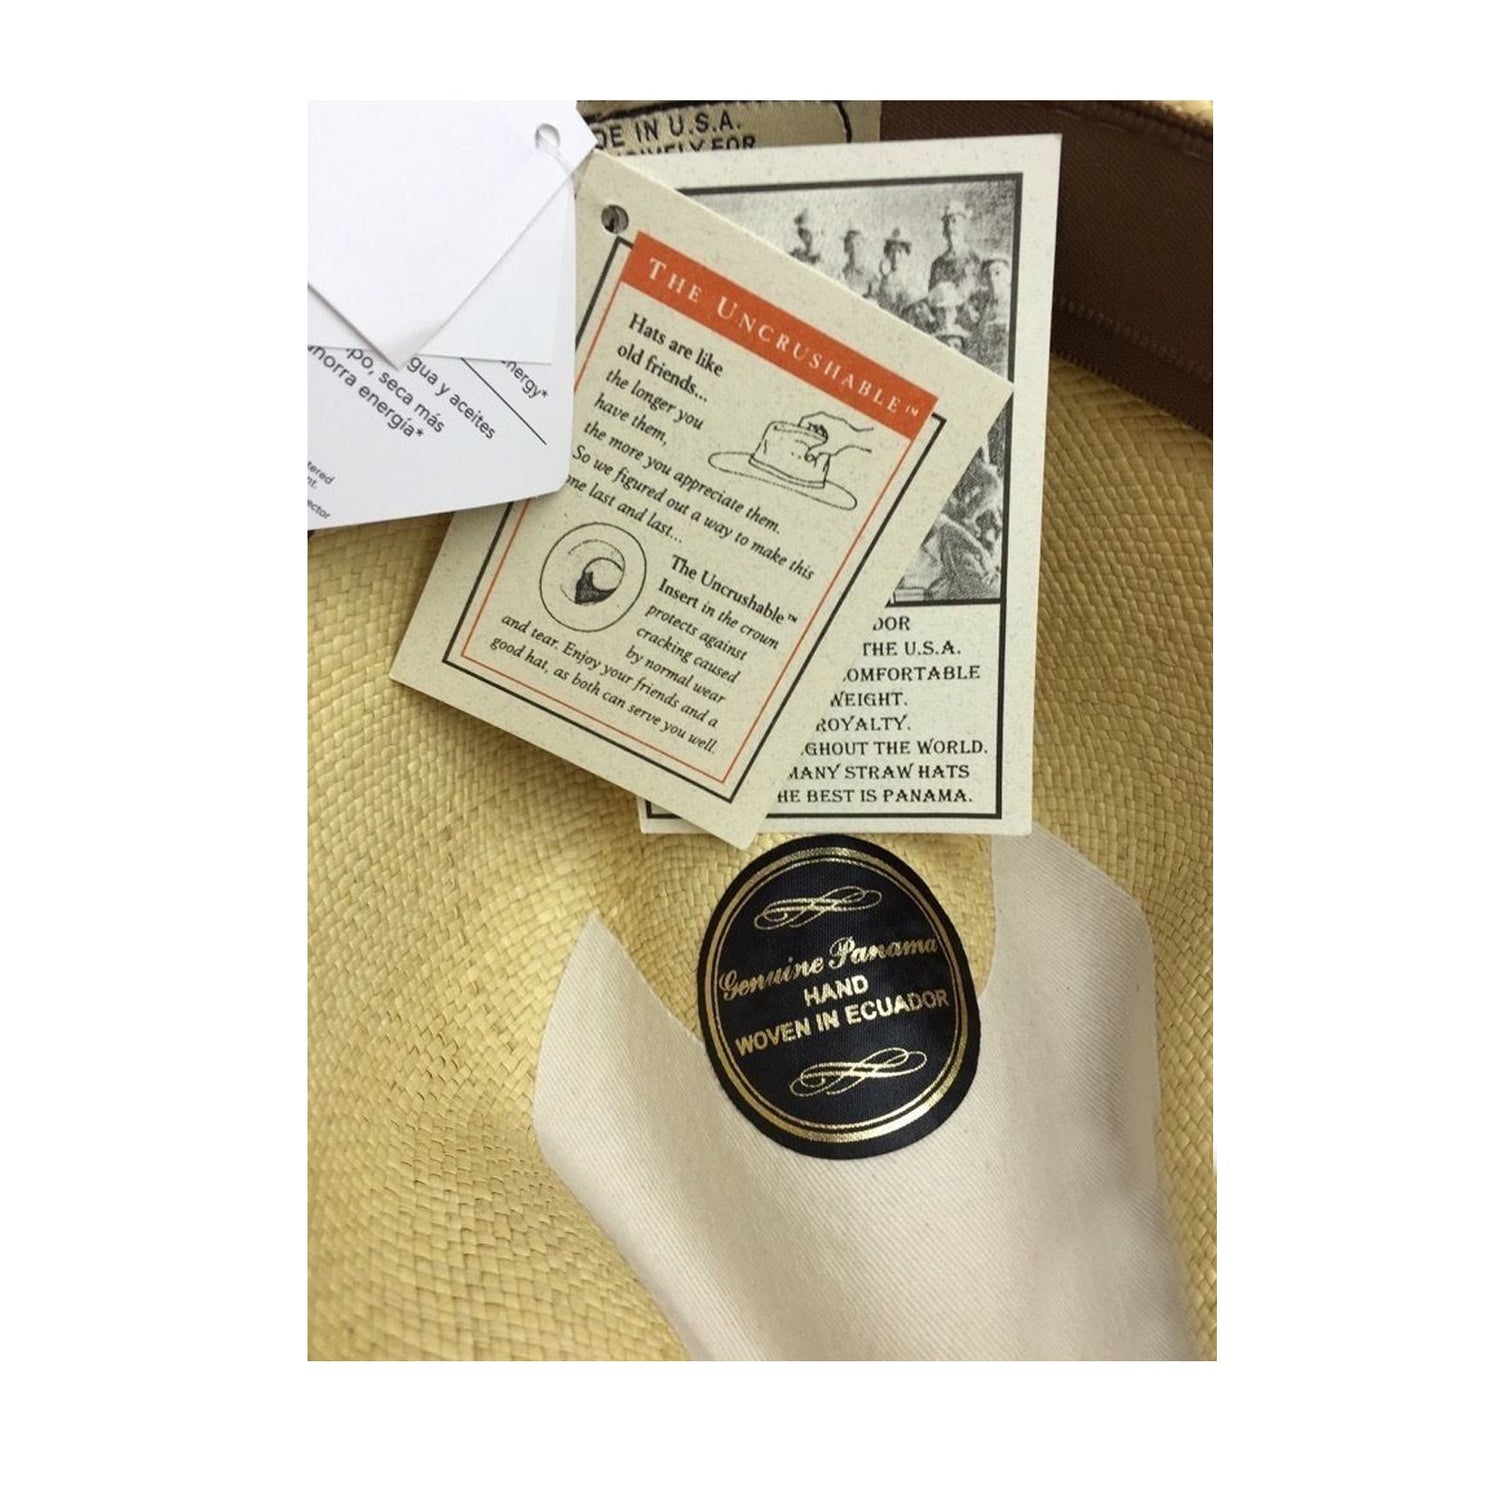 DE IN U.S.A.
THE UNCRUSHABLE™
Hats are like
old friends...
the longer you
have them,
the more you appreciate them.
So we figured out a way to make this
one last and last...
The Uncrushable™
Insert in the crown
protects against
cracking caused
by normal wear
and tear. Enjoy your friends and a
good hat, as both can serve you well.
nergy*
gua y aceites
po, seca más
horra energía*
tered
nt.
ector
DOR
THE U.S.A.
OMFORTABLE
WEIGHT.
ROYALTY.
GHOUT THE WORLD.
MANY STRAW HATS
HE BEST IS PANAMA.
Genuine Panama
HAND
WOVEN IN ECUADOR